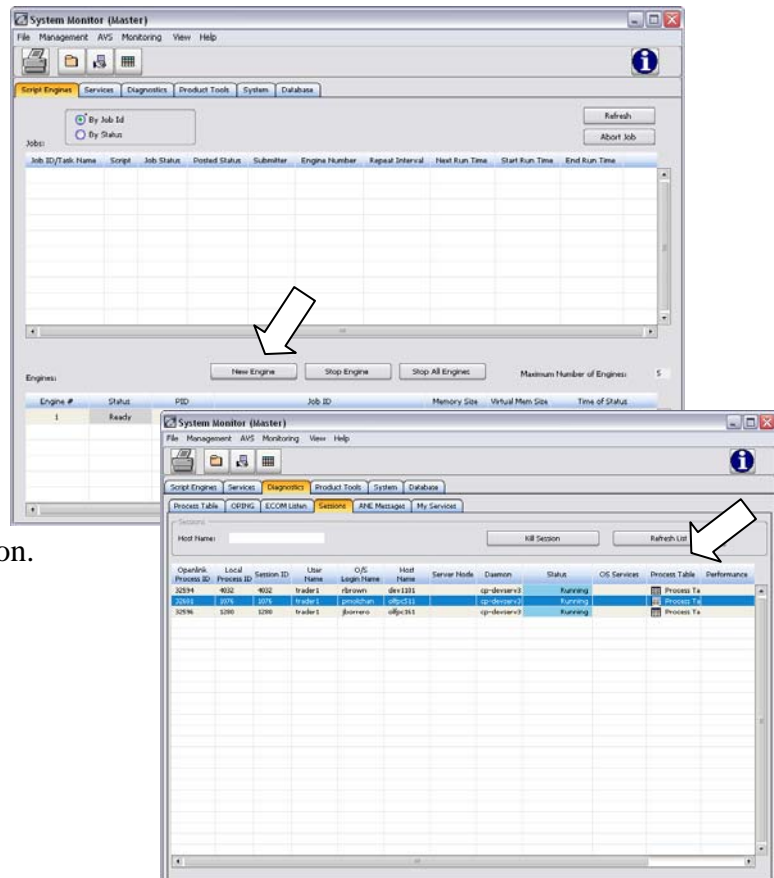 System Monitor (Master)
File Management AVS Monitoring View Help
Script Engines Services Diagnostics Product Tools System Database
By Job Id
By Status
Jobs:
Refresh
Abort Job
Job ID/Task Name Script Job Status Posted Status Submitter Engine Number Repeat Interval Next Run Time Start Run Time End Run Time
Engines:
New Engine Stop Engine Stop All Engines Maximum Number of Engines: 5
Engine # Status PID Job ID Memory Size Virtual Mem Size Time of Status
1 Ready
on.
System Monitor (Master)
File Management AVS Monitoring View Help
Script Engines Services Diagnostics Product Tools System Database
Process Table OPING ECOM Listen Sessions ANE Messages My Services
Sessions
Host Name:
Kill Session Refresh List
Openlink Process ID Local Process ID Session ID User Name O/S Login Name Host Name Server Node Daemon Status OS Services Process Table Performance
32594 4032 4032 trader1 rbrown dev1101 cp-devserv3 Running Process Ta
32601 1076 1076 trader1 pmolchan olfpc511 cp-devserv3 Running Process Ta
32596 1280 1280 trader1 jborrero olfpc361 cp-devserv3 Running Process Ta